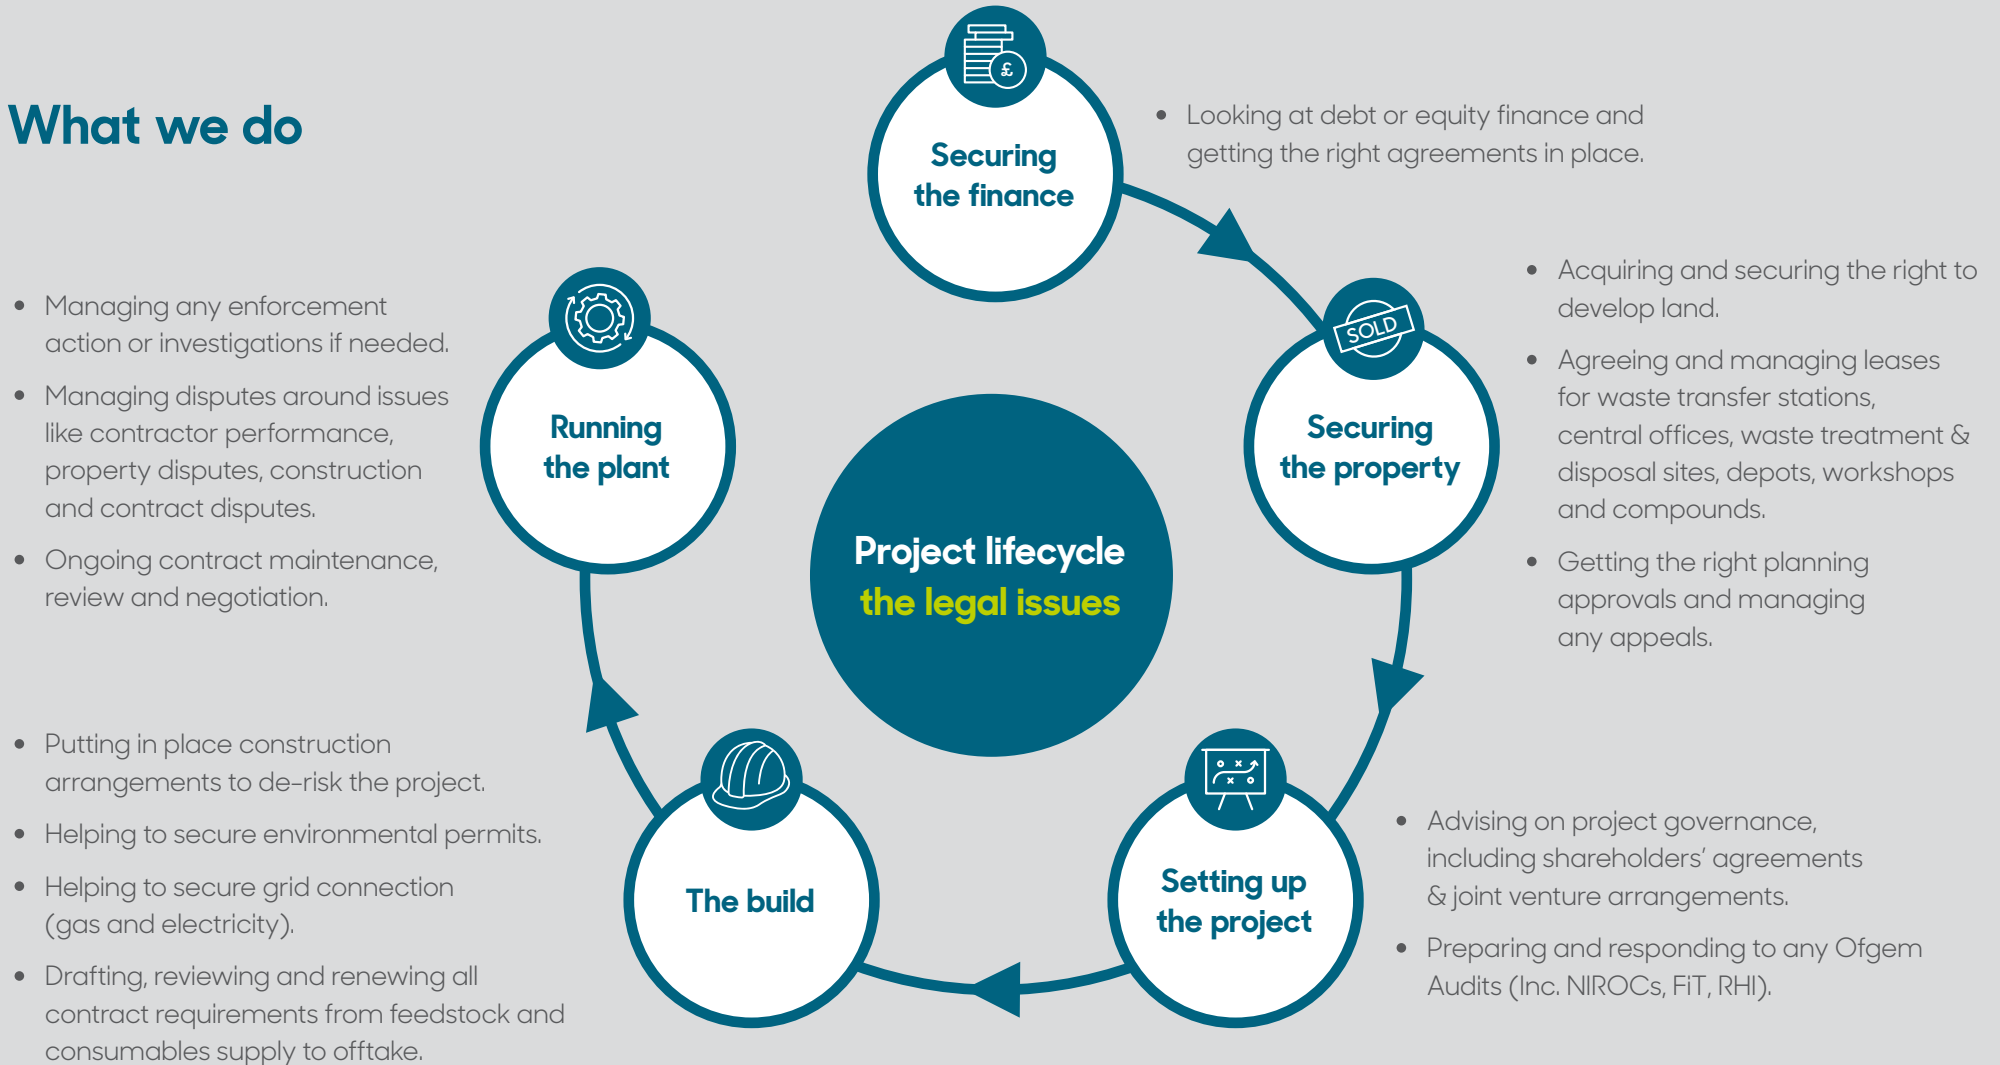 What we do
£
Securing
the finance
• Looking at debt or equity finance and
getting the right agreements in place.
SOLD
Securing
the property
• Acquiring and securing the right to
develop land.
• Agreeing and managing leases
for waste transfer stations,
central offices, waste treatment &
disposal sites, depots, workshops
and compounds.
• Getting the right planning
approvals and managing
any appeals.
Setting up
the project
• Advising on project governance,
including shareholders’ agreements
& joint venture arrangements.
• Preparing and responding to any Ofgem
Audits (Inc. NIROCs, FiT, RHI).
The build
• Putting in place construction
arrangements to de-risk the project.
• Helping to secure environmental permits.
• Helping to secure grid connection
(gas and electricity).
• Drafting, reviewing and renewing all
contract requirements from feedstock and
consumables supply to offtake.
Running
the plant
• Managing any enforcement
action or investigations if needed.
• Managing disputes around issues
like contractor performance,
property disputes, construction
and contract disputes.
• Ongoing contract maintenance,
review and negotiation.
Project lifecycle
the legal issues